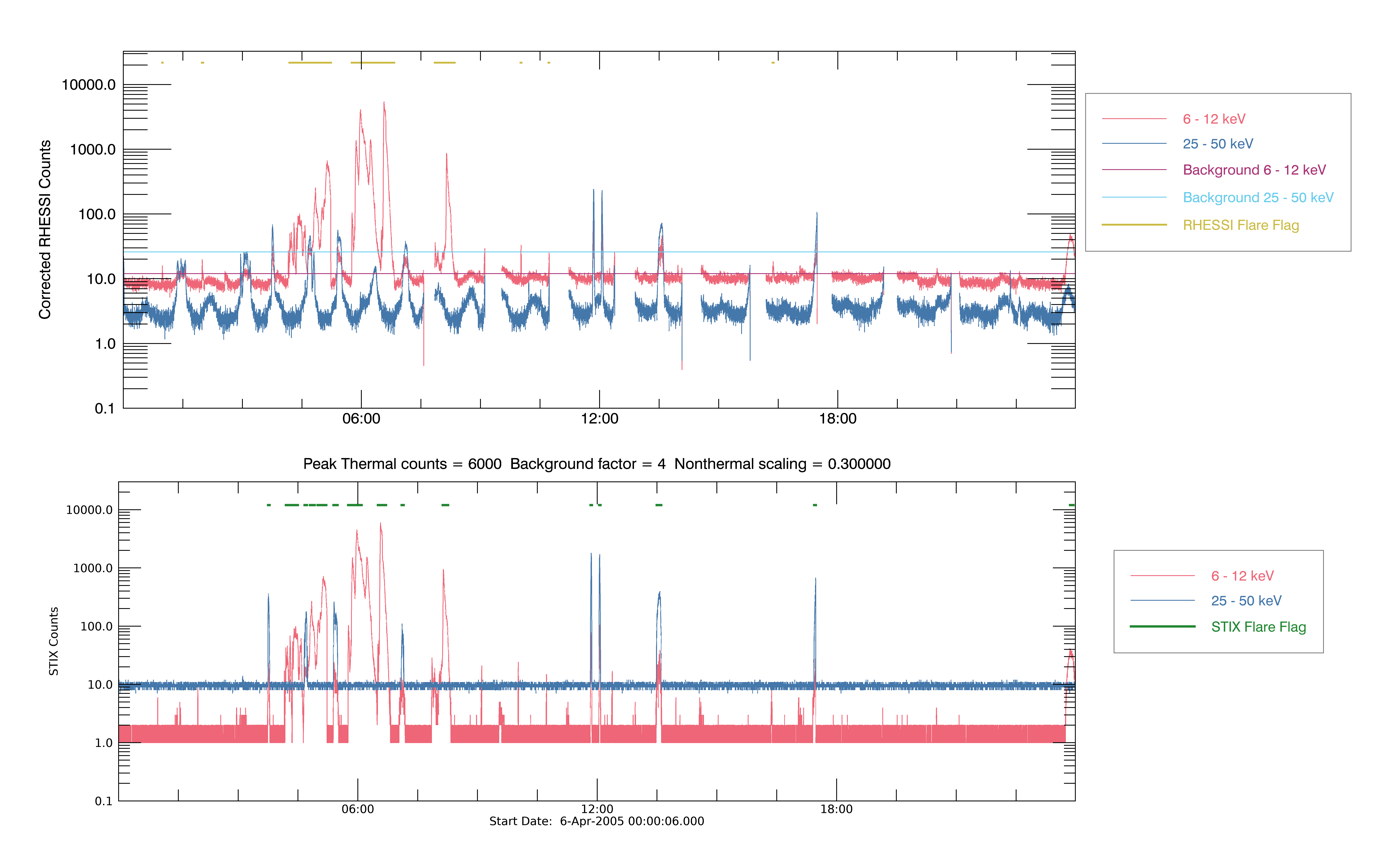 10000.0
1000.0
100.0
10.0
1.0
0.1
Corrected RHESSI Counts
06:00 12:00 18:00
6 - 12 keV
25 - 50 keV
Background 6 - 12 keV
Background 25 - 50 keV
RHESSI Flare Flag
Peak Thermal counts = 6000 Background factor = 4 Nonthermal scaling = 0.300000
10000.0
1000.0
100.0
10.0
1.0
0.1
STIX Counts
06:00 12:00 18:00
Start Date: 6-Apr-2005 00:00:06.000
6 - 12 keV
25 - 50 keV
STIX Flare Flag